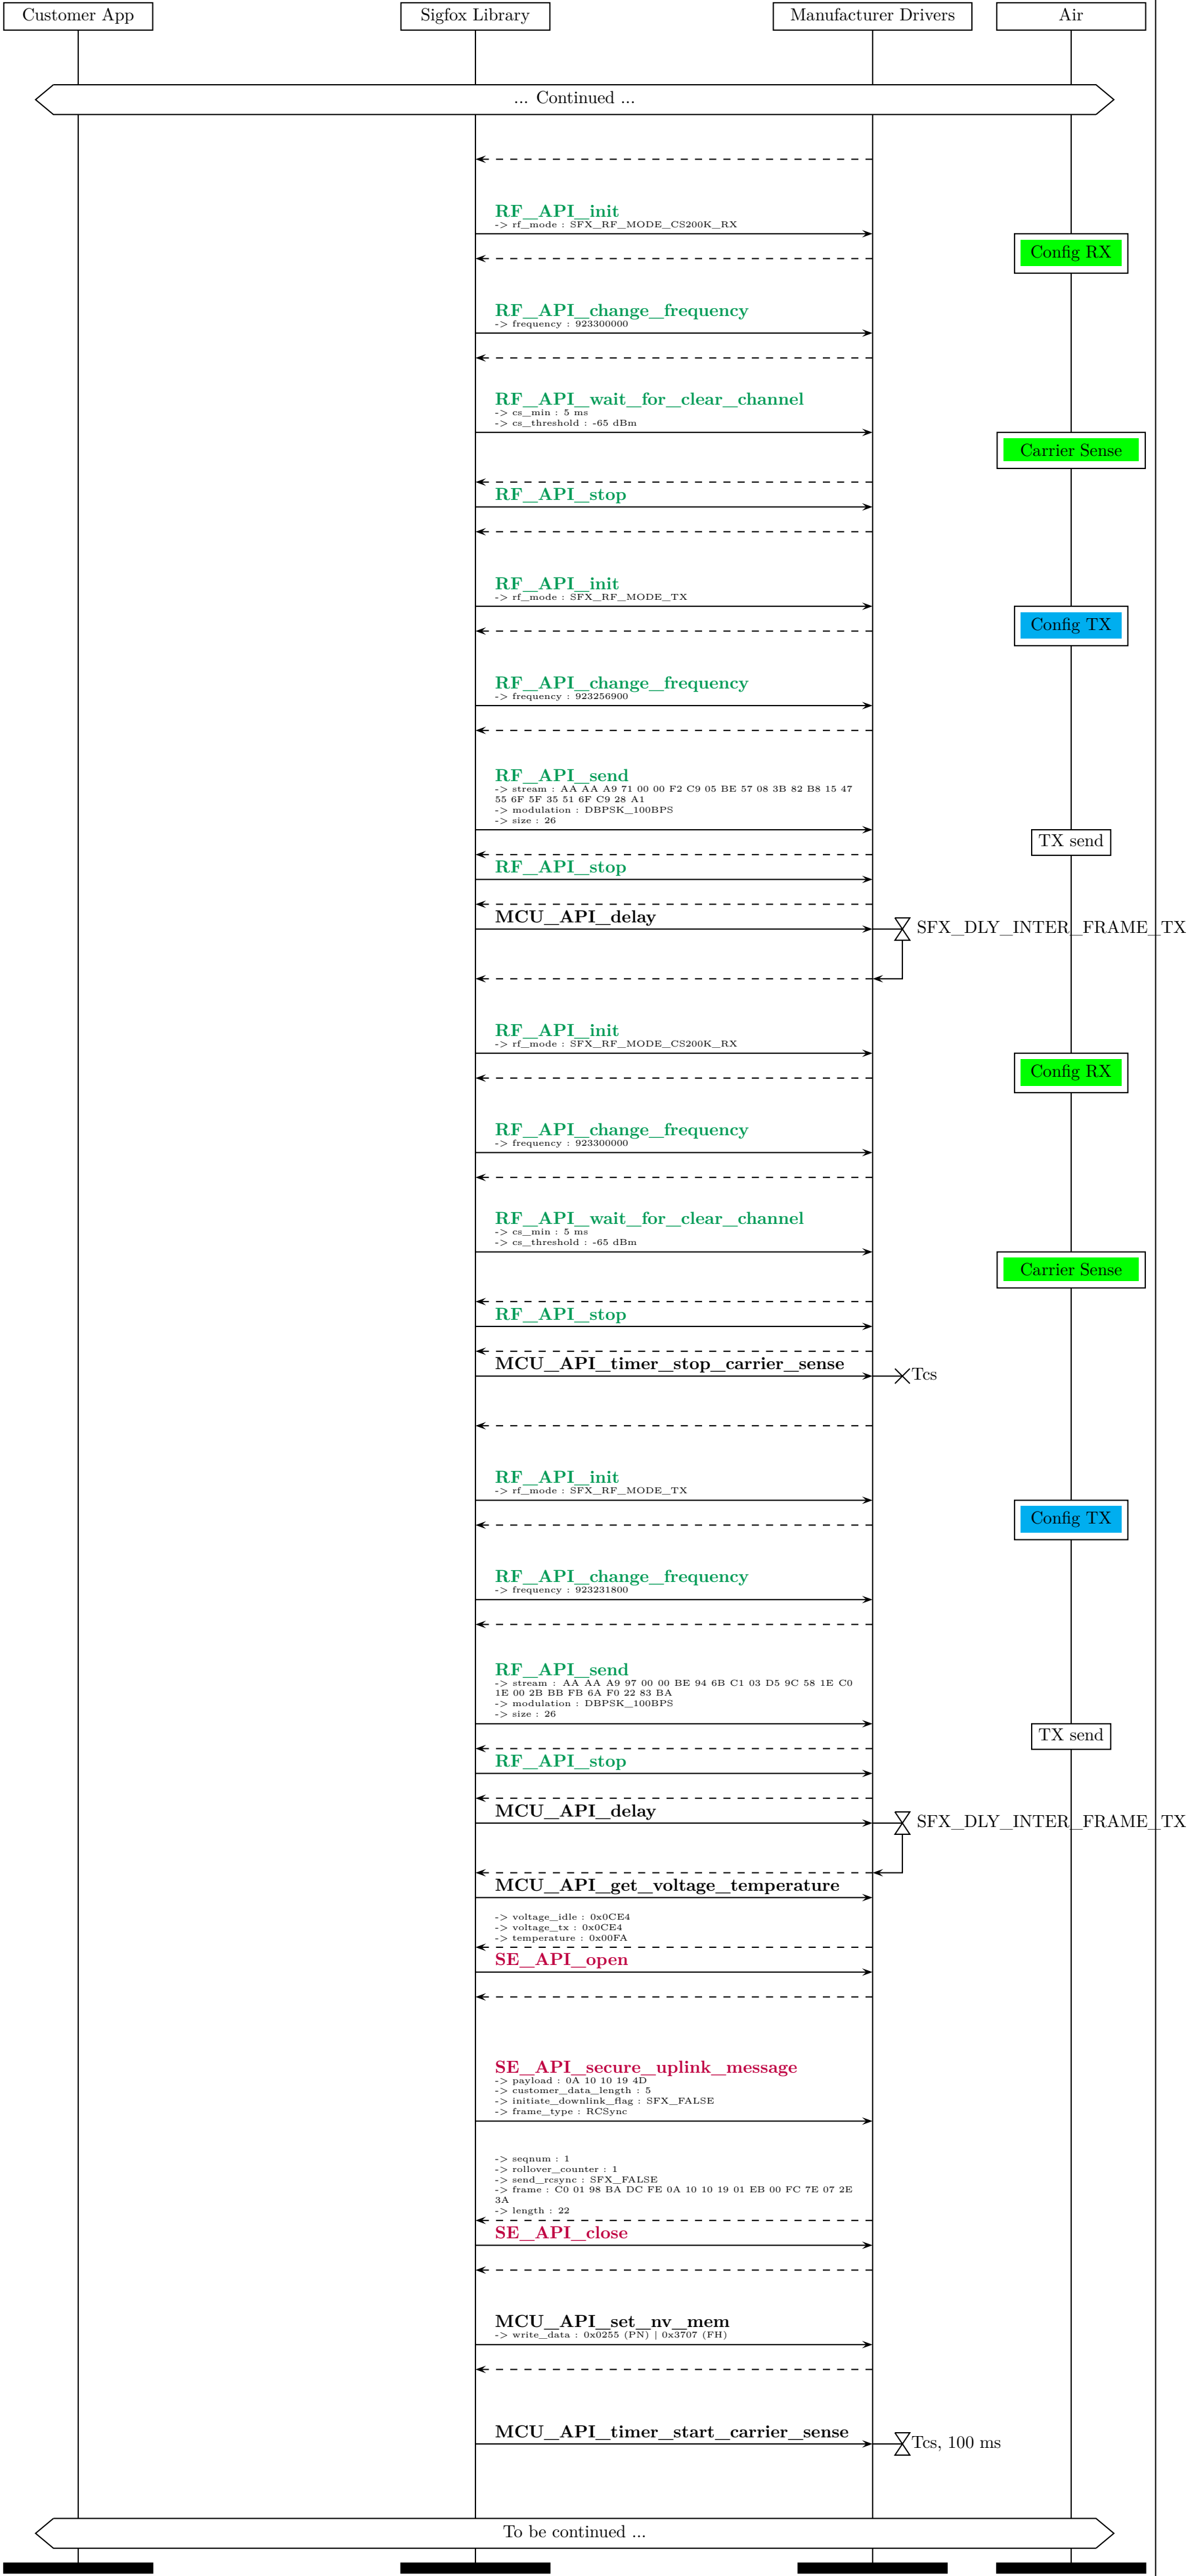 Customer App
Sigfox Library
Manufacturer Drivers
Air
... Continued ...
RF_API_init
-> rf_mode : SFX_RF_MODE_CS200K_RX
Config RX
RF_API_change_frequency
-> frequency : 923300000
RF_API_wait_for_clear_channel
-> cs_min : 5 ms
-> cs_threshold : -65 dBm
Carrier Sense
RF_API_stop
RF_API_init
-> rf_mode : SFX_RF_MODE_TX
Config TX
RF_API_change_frequency
-> frequency : 923256900
RF_API_send
-> stream : AA AA A9 71 00 00 F2 C9 05 BE 57 08 3B 82 B8 15 47
55 6F 5F 35 51 6F C9 28 A1
-> modulation : DBPSK_100BPS
-> size : 26
TX send
RF_API_stop
MCU_API_delay
SFX_DLY_INTER_FRAME_TX
RF_API_init
-> rf_mode : SFX_RF_MODE_CS200K_RX
Config RX
RF_API_change_frequency
-> frequency : 923300000
RF_API_wait_for_clear_channel
-> cs_min : 5 ms
-> cs_threshold : -65 dBm
Carrier Sense
RF_API_stop
MCU_API_timer_stop_carrier_sense
Tcs
RF_API_init
-> rf_mode : SFX_RF_MODE_TX
Config TX
RF_API_change_frequency
-> frequency : 923231800
RF_API_send
-> stream : AA AA A9 97 00 00 BE 94 6B C1 03 D5 9C 58 1E C0
1E 00 2B BB FB 6A F0 22 83 BA
-> modulation : DBPSK_100BPS
-> size : 26
TX send
RF_API_stop
MCU_API_delay
SFX_DLY_INTER_FRAME_TX
MCU_API_get_voltage_temperature
-> voltage_idle : 0x0CE4
-> voltage_tx : 0x0CE4
-> temperature : 0x00FA
SE_API_open
SE_API_secure_uplink_message
-> payload : 0A 10 10 19 4D
-> customer_data_length : 5
-> initiate_downlink_flag : SFX_FALSE
-> frame_type : RCSync
-> seqnum : 1
-> rollover_counter : 1
-> send_rcsync : SFX_FALSE
-> frame : C0 01 98 BA DC FE 0A 10 10 19 01 EB 00 FC 7E 07 2E
3A
-> length : 22
SE_API_close
MCU_API_set_nv_mem
-> write_data : 0x0255 (PN) | 0x3707 (FH)
MCU_API_timer_start_carrier_sense
Tcs, 100 ms
To be continued ...